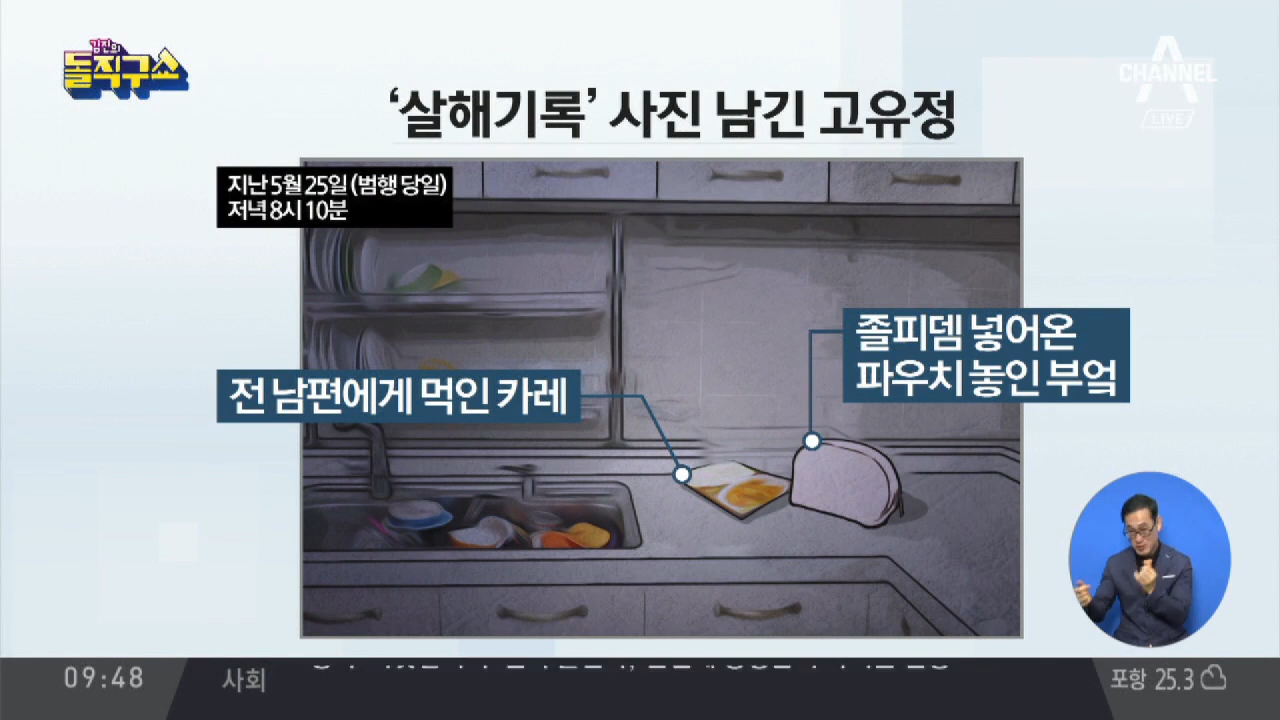 김진의
돌직구쇼
CHANNEL A
LIVE
‘살해기록’ 사진 남긴 고유정
지난 5월 25일 (범행 당일)
저녁 8시 10분
졸피뎀 넣어온
파우치 놓인 부엌
전 남편에게 먹인 카레
09:48
사회
포항 25.3